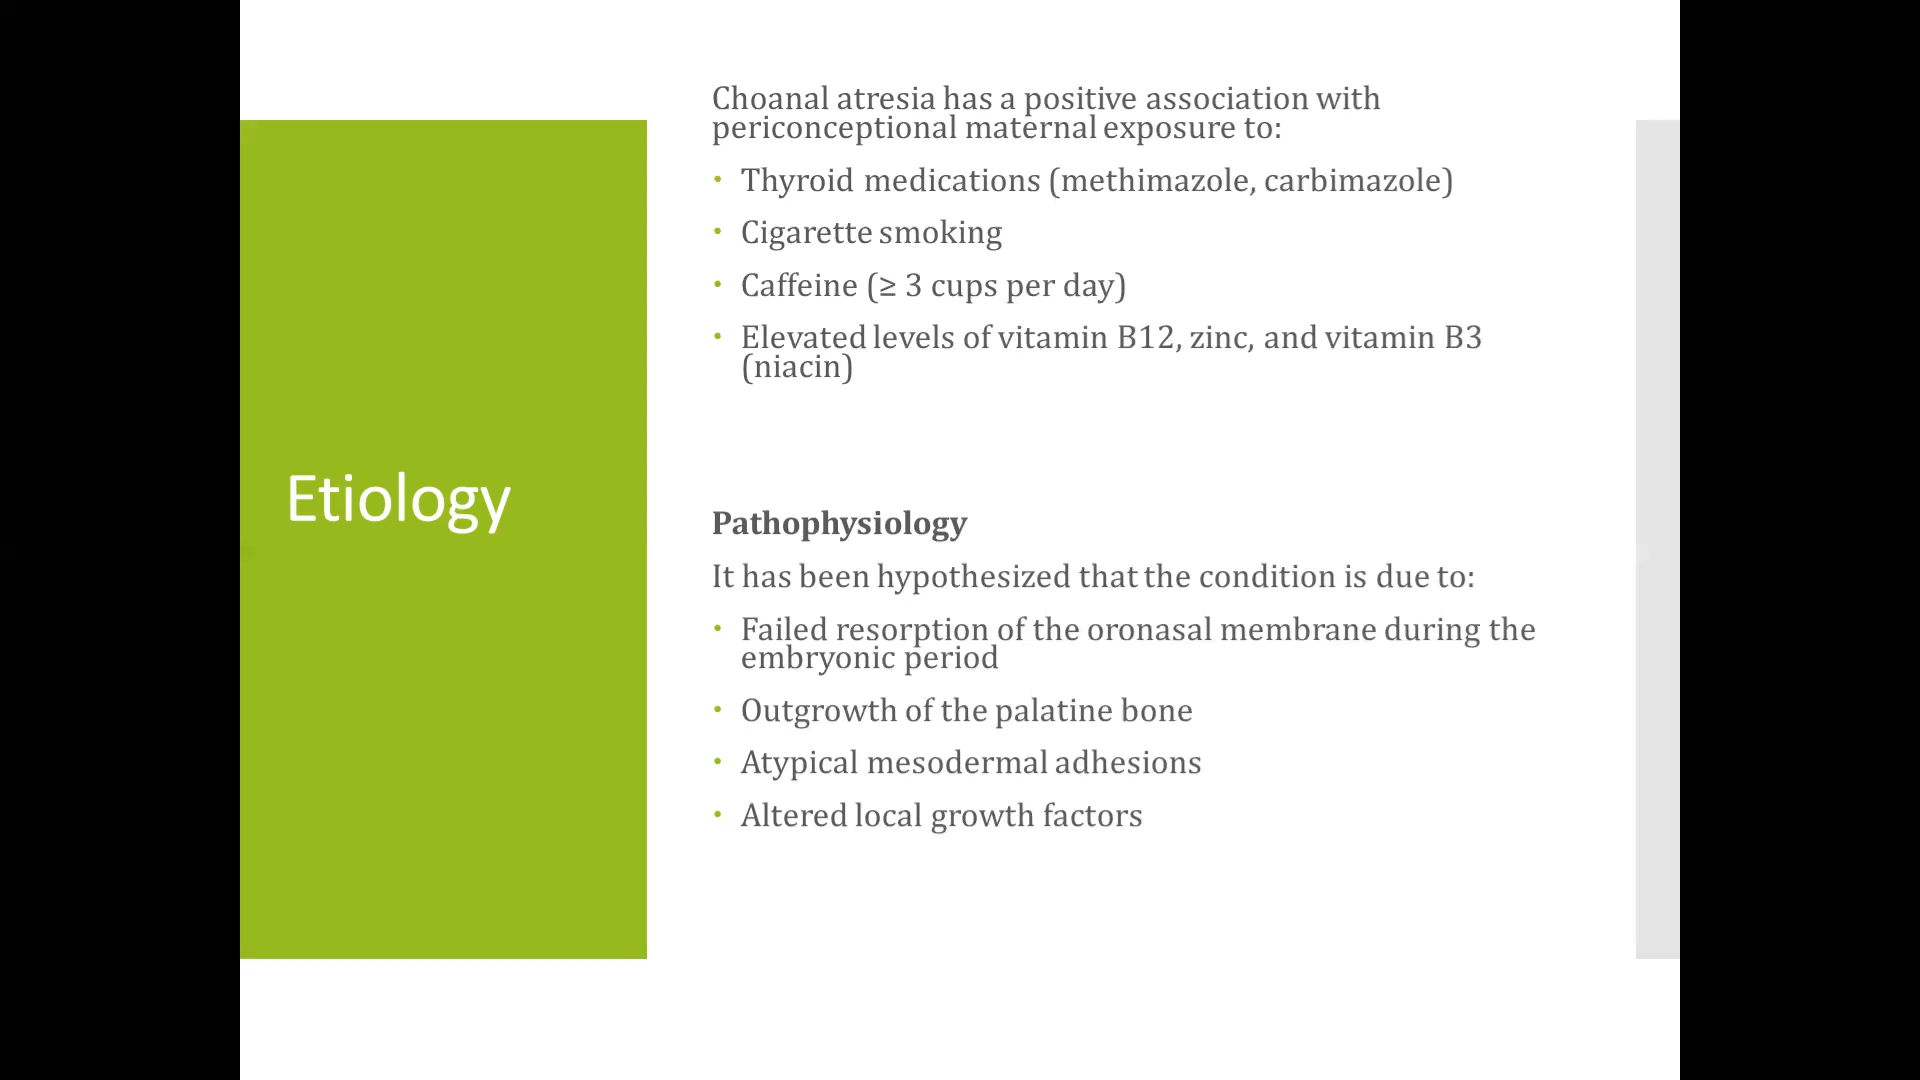 Etiology
Choanal atresia has a positive association with
periconceptional maternal exposure to:
• Thyroid medications (methimazole, carbimazole)
• Cigarette smoking
• Caffeine (≥ 3 cups per day)
• Elevated levels of vitamin B12, zinc, and vitamin B3
(niacin)
Pathophysiology
It has been hypothesized that the condition is due to:
• Failed resorption of the oronasal membrane during the
embryonic period
• Outgrowth of the palatine bone
• Atypical mesodermal adhesions
• Altered local growth factors